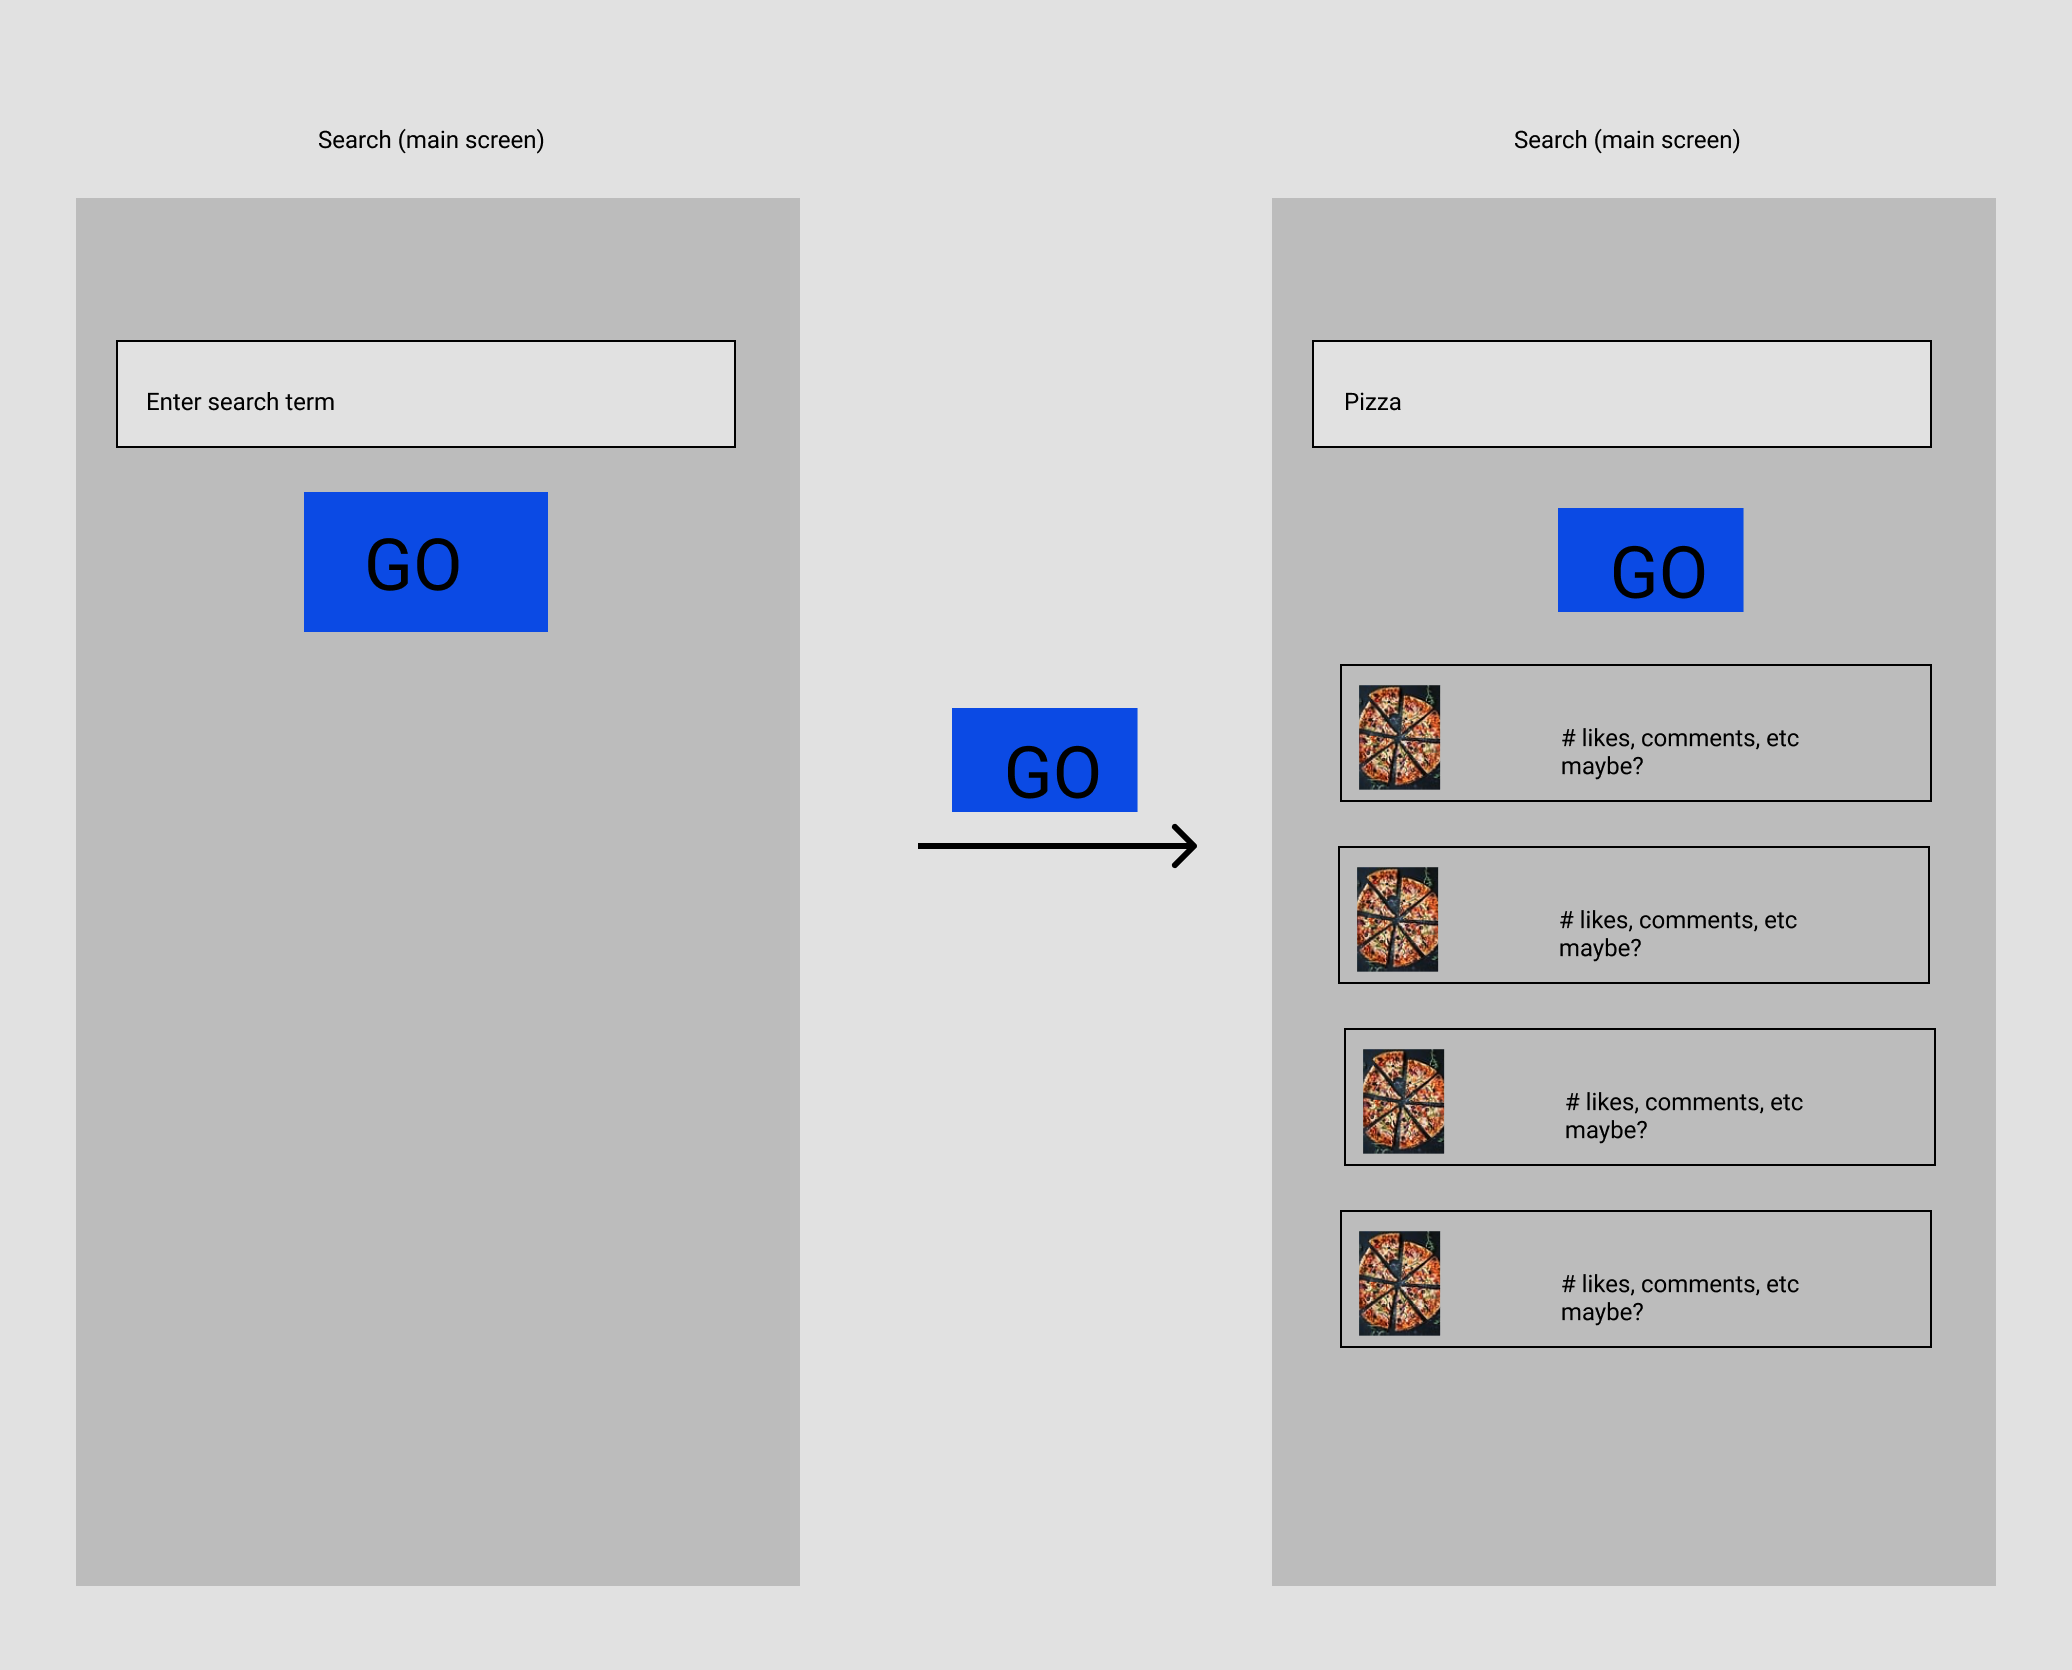 Search (main screen)
Enter search term
GO
GO
Search (main screen)
Pizza
GO
# likes, comments, etc
maybe?
# likes, comments, etc
maybe?
# likes, comments, etc
maybe?
# likes, comments, etc
maybe?